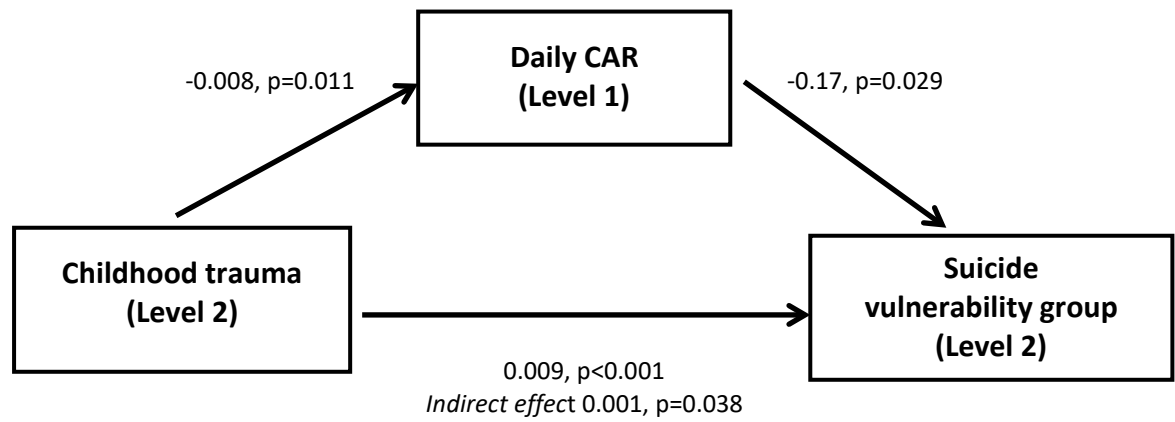 Daily CAR
(Level 1)
-0.008, p=0.011
-0.17, p=0.029
Childhood trauma
(Level 2)
Suicide
vulnerability group
(Level 2)
0.009, p<0.001
Indirect effect 0.001, p=0.038